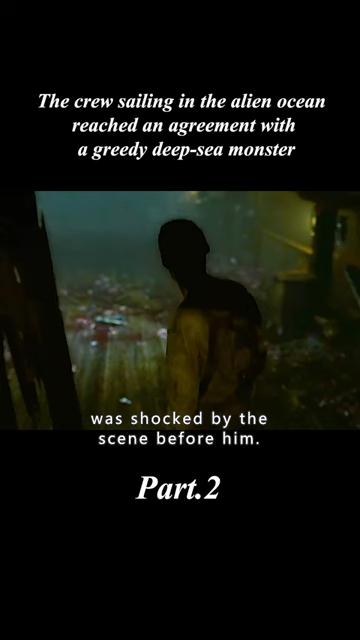 The crew sailing in the alien ocean
reached an agreement with
a greedy deep-sea monster
was shocked by the
scene before him.
Part.2